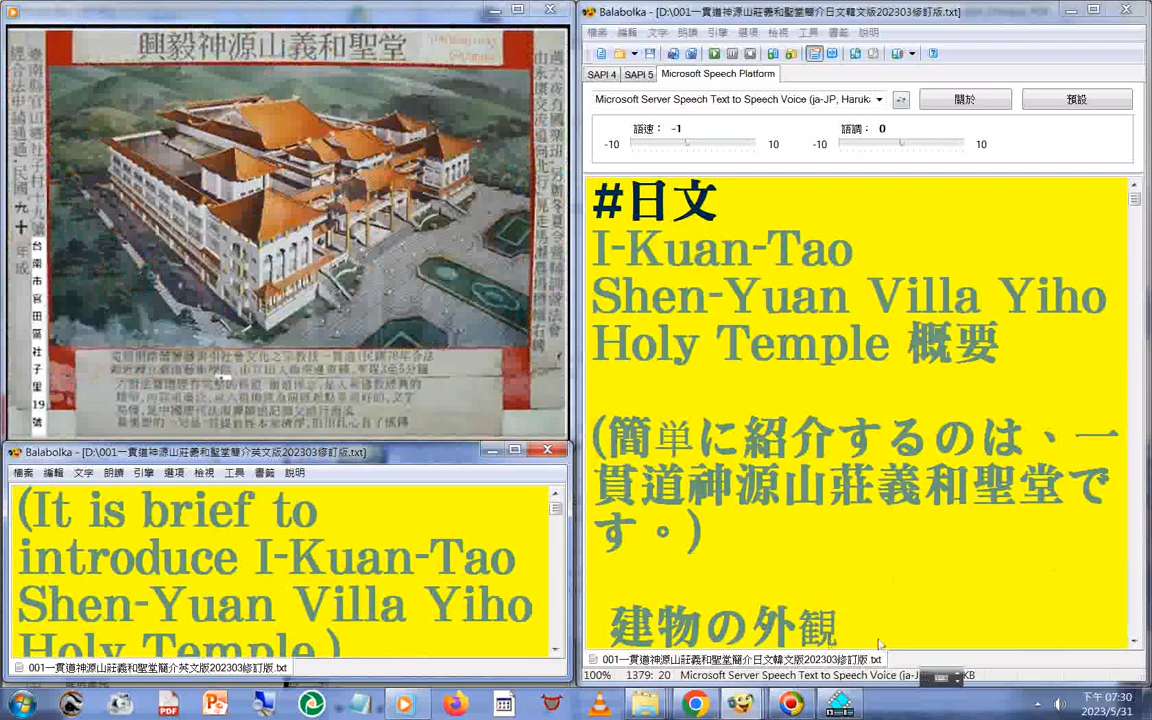 興毅神源山義和聖堂
台南市官田區社子里19號
Balabolka - [D:\001一貫道神源山莊義和聖堂簡介英文版202303修訂版.txt]
檔案 編輯 文字 朗讀 引擎 選項 檢視 工具 書籤 說明
(It is brief to
introduce I-Kuan-Tao
Shen-Yuan Villa Yiho
Holy Temple.)
001一貫道神源山莊義和聖堂簡介英文版202303修訂版.txt
Balabolka - [D:\001一貫道神源山莊義和聖堂簡介日文韓文版202303修訂版.txt]
檔案 編輯 文字 朗讀 引擎 選項 檢視 工具 書籤 說明
SAPI 4 SAPI 5 Microsoft Speech Platform
Microsoft Server Speech Text to Speech Voice (ja-JP, Haruka
關於
預設
語速： -1 語調： 0
-10 10 -10 10
#日文
I-Kuan-Tao
Shen-Yuan Villa Yiho
Holy Temple 概要
(簡単に紹介するのは、一
貫道神源山莊義和聖堂で
す。)
建物の外観
001一貫道神源山莊義和聖堂簡介日文韓文版202303修訂版.txt
100% 1379: 20 Microsoft Server Speech Text to Speech Voice (ja-J KB
下午 07:30
2023/5/31